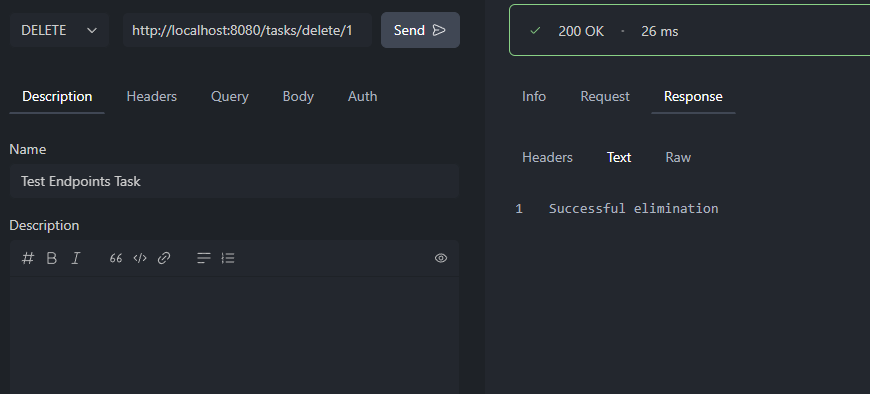 DELETE
http://localhost:8080/tasks/delete/1
Send
Description Headers Query Body Auth
Name
Test Endpoints Task
Description
200 OK · 26 ms
Info Request Response
Headers Text Raw
1 Successful elimination